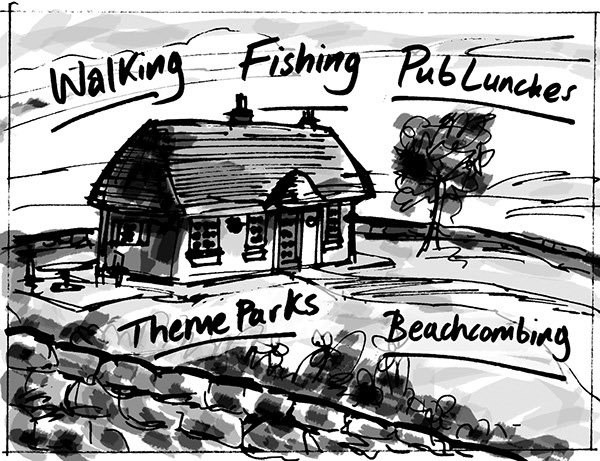 Walking
Fishing
Pub Lunches
Theme Parks
Beachcombing